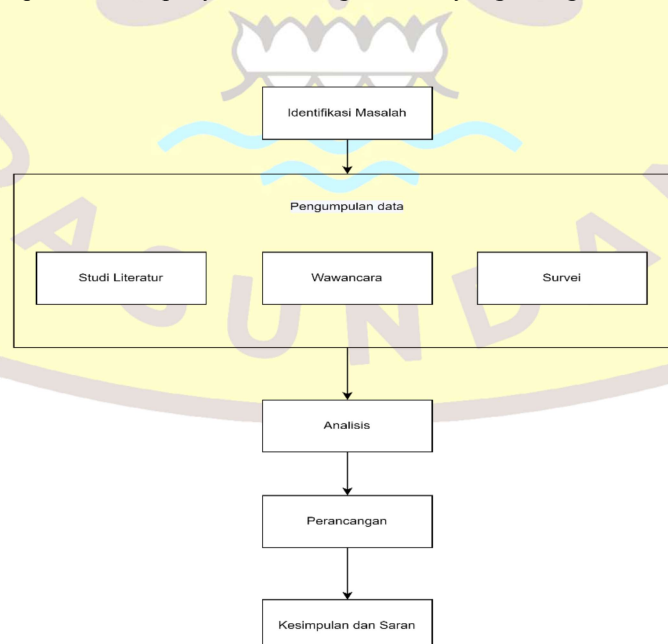 Identifikasi Masalah
Pengumpulan data
Studi Literatur
Wawancara
Survei
Analisis
Perancangan
Kesimpulan dan Saran